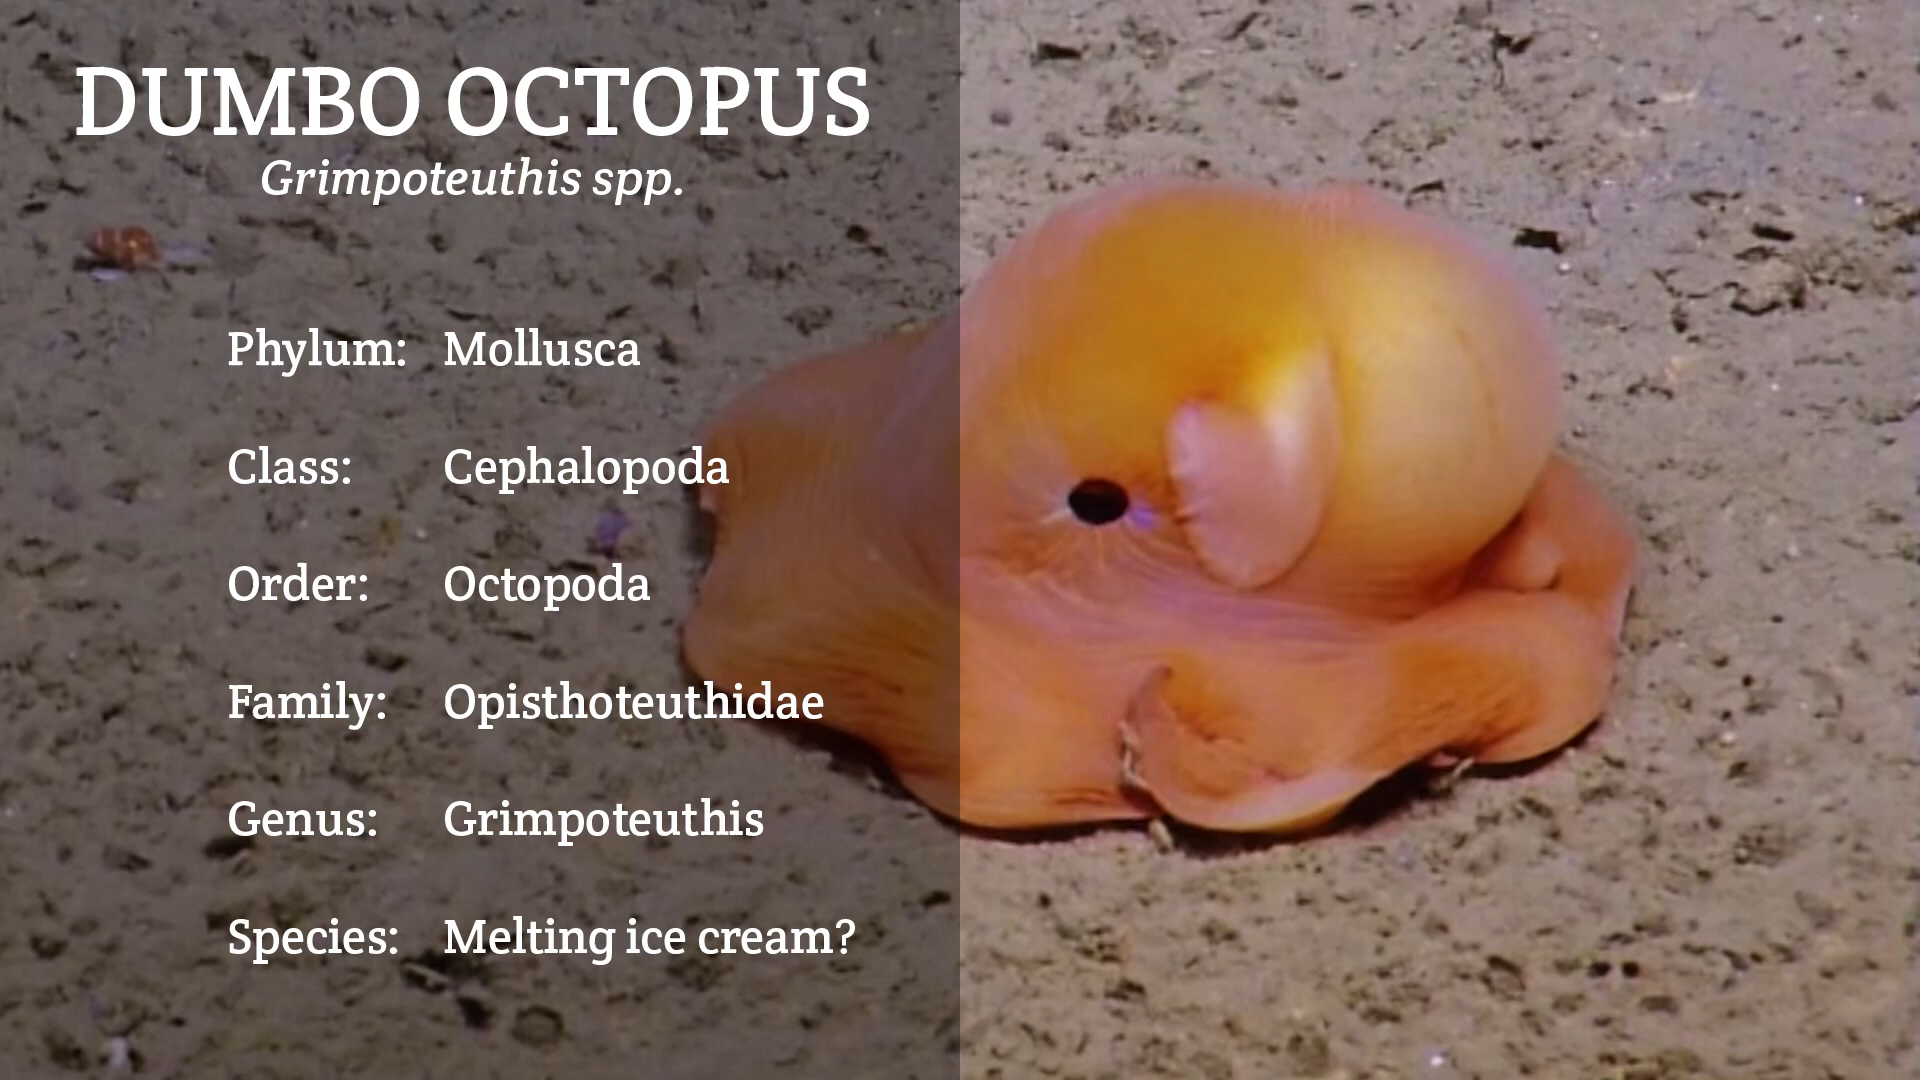 DUMBO OCTOPUS
Grimpoteuthis spp.
Phylum: Mollusca
Class: Cephalopoda
Order: Octopoda
Family: Opisthoteuthidae
Genus: Grimpoteuthis
Species: Melting ice cream?